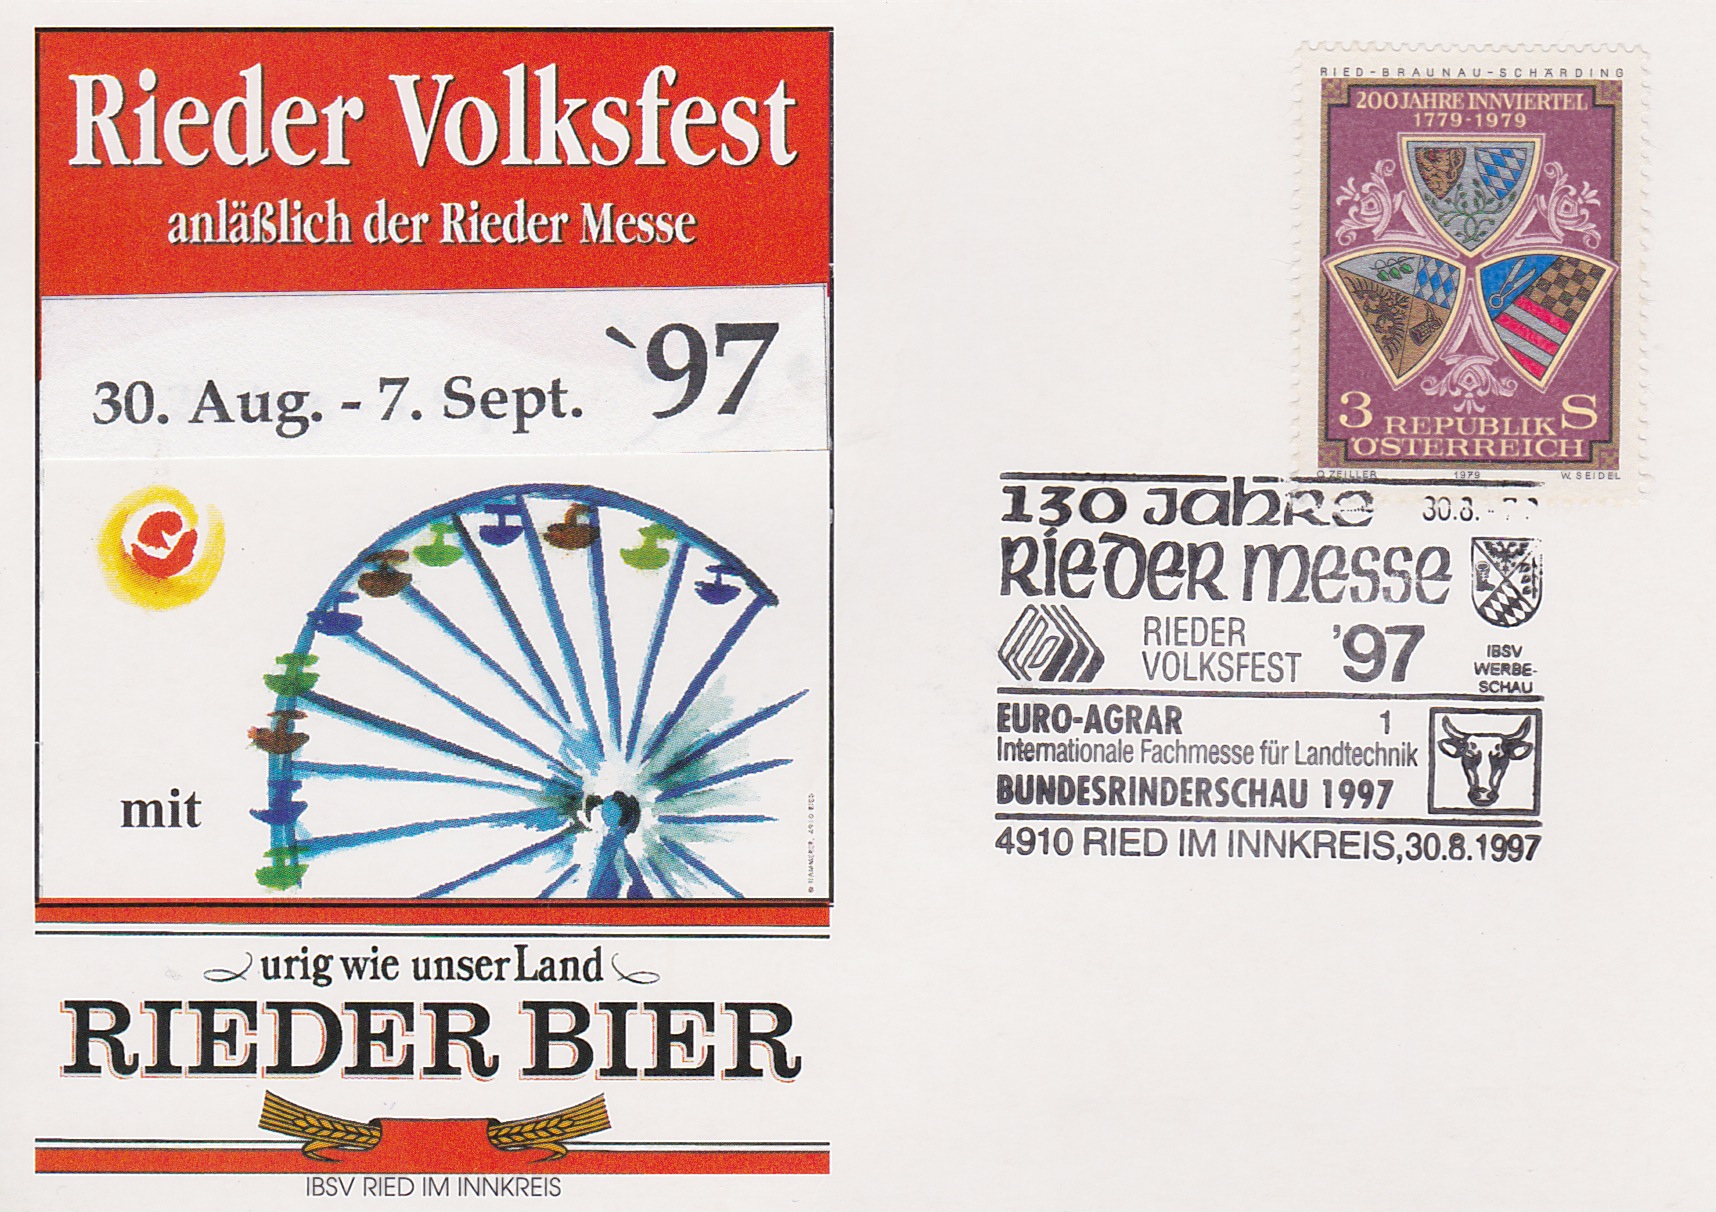 Rieder Volksfest
anläßlich der Rieder Messe
`97
30. Aug. - 7. Sept.
mit
urig wie unser Land
RIEDER BIER
IBSV RIED IM INNKREIS
RIED-BRAUNAU-SCHÄRDING
200 JAHRE INNVIERTEL
1779-1979
3 S
REPUBLIK
ÖSTERREICH
O. ZEILLER 1979 W. SEIDEL
130 Jahre 30.8.
Rieder Messe
RIEDER
VOLKSFEST
'97
IBSV
WERBE-
SCHAU
EURO-AGRAR 1
Internationale Fachmesse für Landtechnik
BUNDESRINDERSCHAU 1997
4910 RIED IM INNKREIS, 30.8.1997